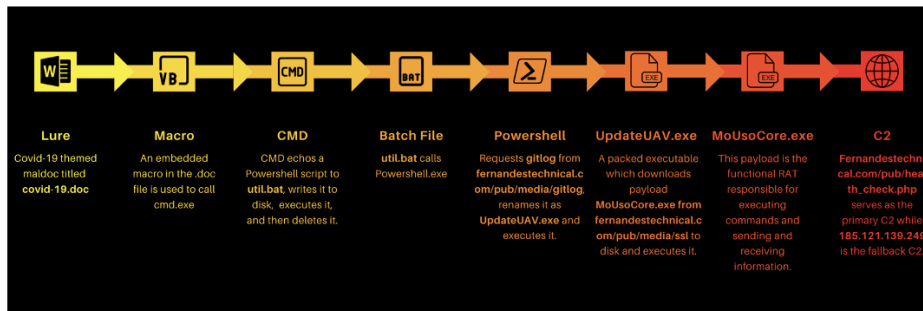 W
VB
CMD
BAT
EXE
EXE
Lure
Covid-19 themed
maldoc titled
covid-19.doc
Macro
An embedded
macro in the .doc
file is used to call
cmd.exe
CMD
CMD echos a
Powershell script to
util.bat, writes it to
disk, executes it,
and then deletes it.
Batch File
util.bat calls
Powershell.exe
Powershell
Requests gitlog from
fernandestechnical.c
om/pub/media/gitlog,
renames it as
UpdateUAV.exe and
executes it.
UpdateUAV.exe
A packed executable
which downloads
payload
MoUsoCore.exe from
fernandestechnical.c
om/pub/media/ssl to
disk and executes it.
MoUsoCore.exe
This payload is the
functional RAT
responsible for
executing
commands and
sending and
receiving
information.
C2
Fernandestechn
cal.com/pub/hea
th_check.php
serves as the
primary C2 while
185.121.139.249
is the fallback C2